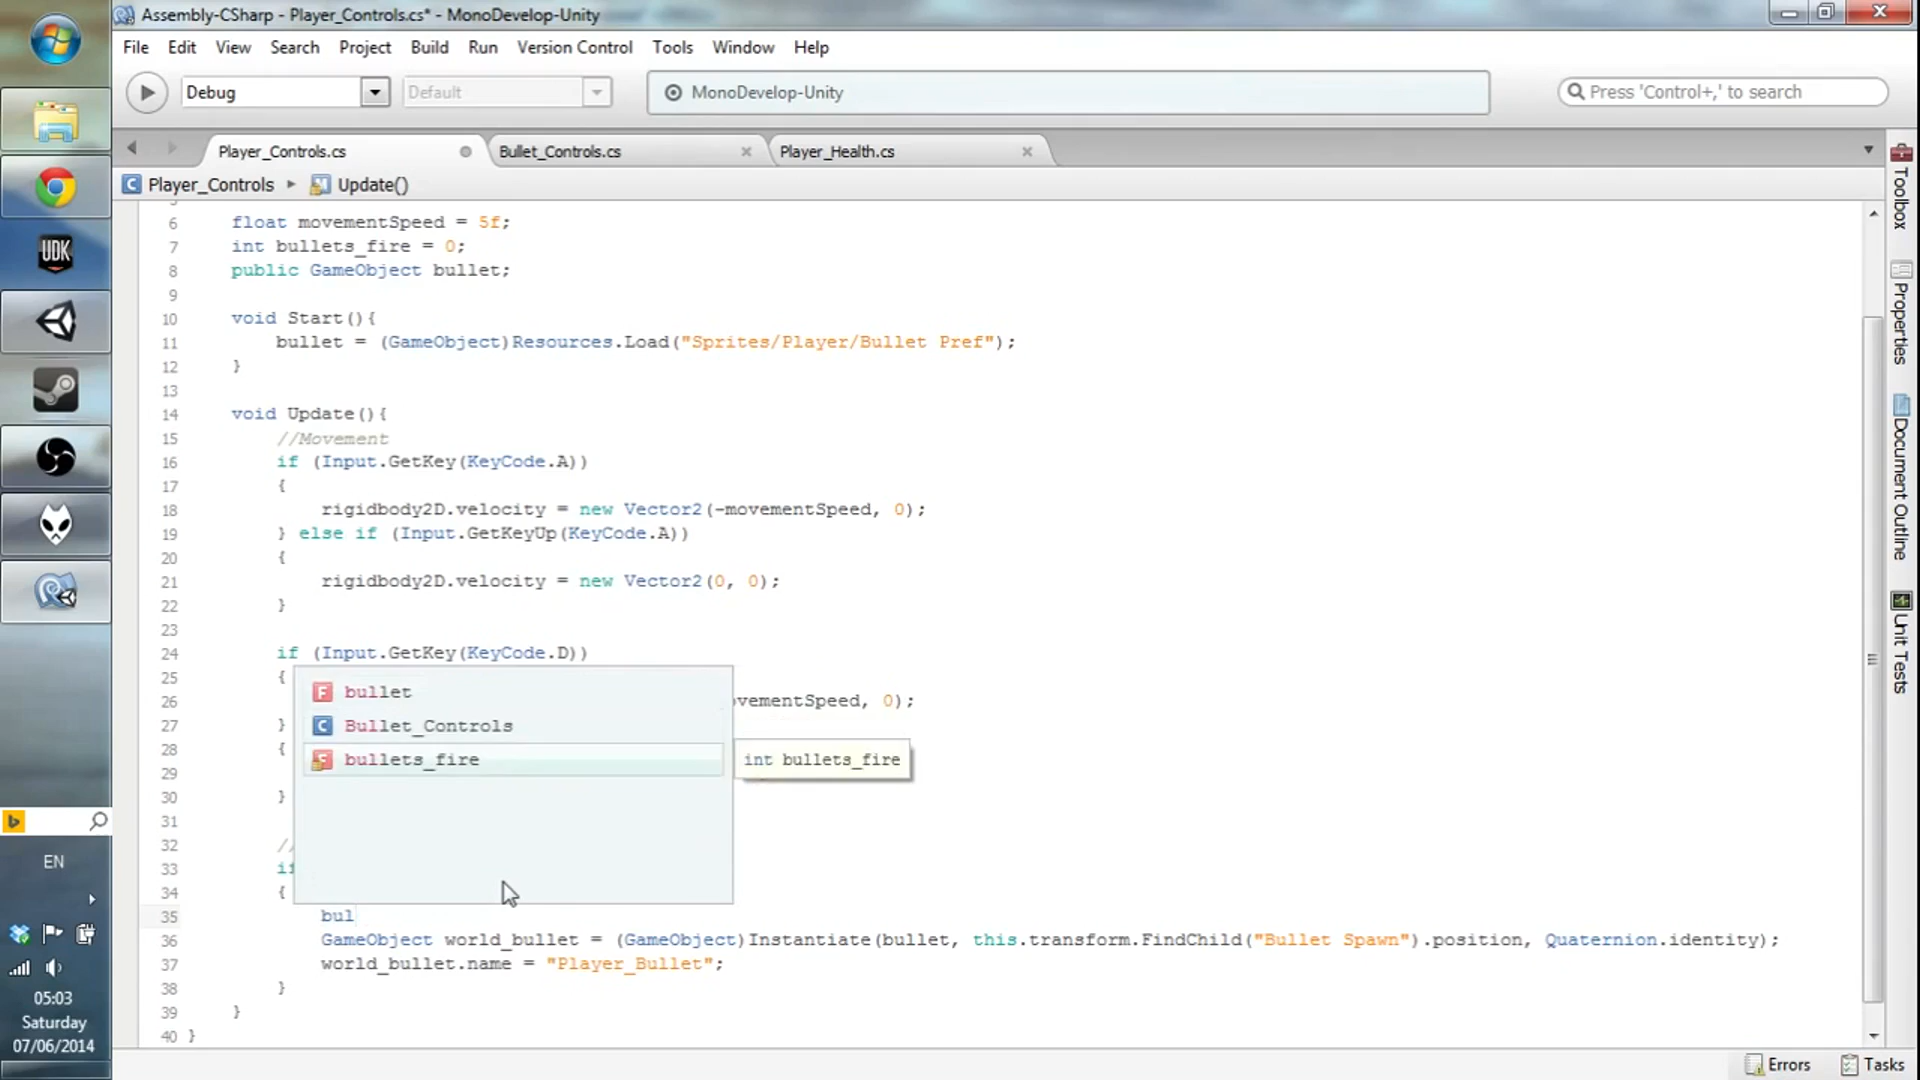 Assembly-CSharp - Player_Controls.cs* - MonoDevelop-Unity
File Edit View Search Project Build Run Version Control Tools Window Help
Debug Default MonoDevelop-Unity Press 'Control+,' to search
Player_Controls.cs Bullet_Controls.cs Player_Health.cs
C Player_Controls Update()
6 float movementSpeed = 5f;
7 int bullets_fire = 0;
8 public GameObject bullet;
9
10 void Start(){
11 bullet = (GameObject)Resources.Load("Sprites/Player/Bullet Pref");
12 }
13
14 void Update(){
15 //Movement
16 if (Input.GetKey(KeyCode.A))
17 {
18 rigidbody2D.velocity = new Vector2(-movementSpeed, 0);
19 } else if (Input.GetKeyUp(KeyCode.A))
20 {
21 rigidbody2D.velocity = new Vector2(0, 0);
22 }
23
24 if (Input.GetKey(KeyCode.D))
25 {
26 ovementSpeed, 0);
27 }
28 {
29
30 }
31
32 //
33 if
34 {
35 bul
36 GameObject world_bullet = (GameObject)Instantiate(bullet, this.transform.FindChild("Bullet Spawn").position, Quaternion.identity);
37 world_bullet.name = "Player_Bullet";
38 }
39 }
40 }
F bullet
C Bullet_Controls
F bullets_fire
int bullets_fire
Toolbox
Properties
Document Outline
Unit Tests
Errors Tasks
UDK
b
EN
05:03
Saturday
07/06/2014